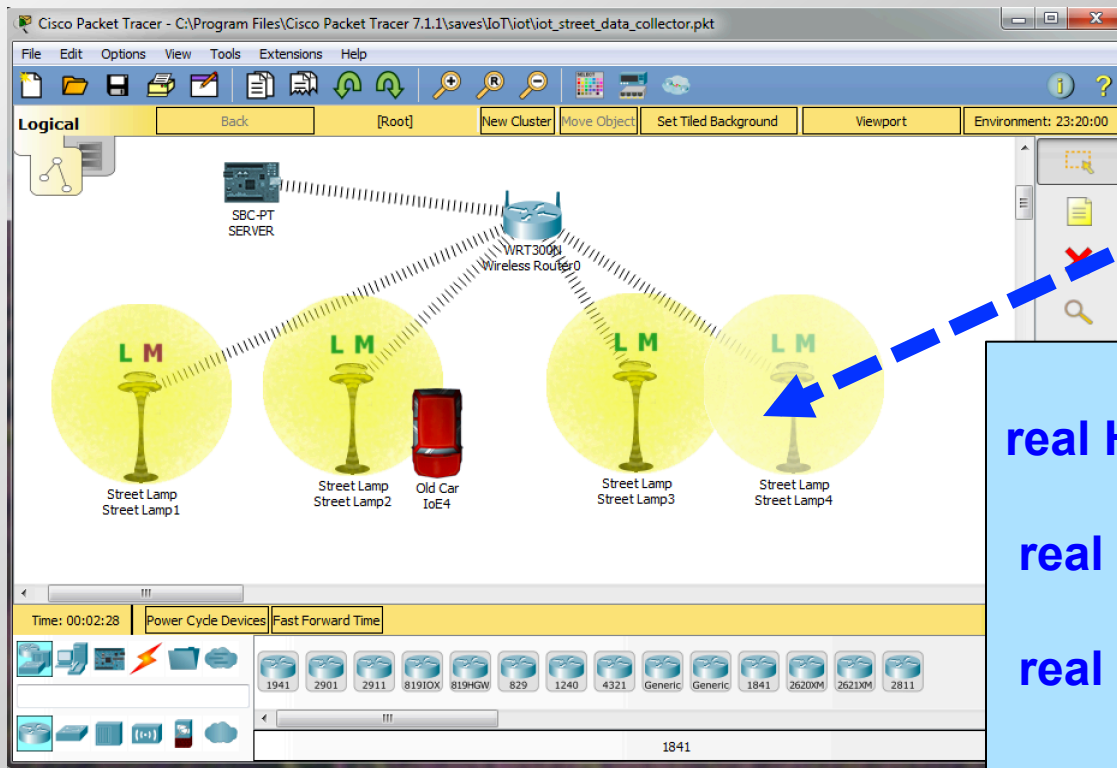 Cisco Packet Tracer - C:\Program Files\Cisco Packet Tracer 7.1.1\saves\IoT\iot\iot_street_data_collector.pkt
File Edit Options View Tools Extensions Help
Logical Back [Root] New Cluster Move Object Set Tiled Background Viewport Environment: 23:20:00
SBC-PT
SERVER
WRT300N
Wireless Router0
L M
L M
L M
L M
Street Lamp
Street Lamp1
Street Lamp
Street Lamp2
Old Car
IoE4
Street Lamp
Street Lamp3
Street Lamp
Street Lamp4
real
real
real
Time: 00:02:28 Power Cycle Devices Fast Forward Time
1941 2901 2911 819IOX 819HGW 829 1240 4321 Generic Generic 1841 2620XM 2621XM 2811
1841